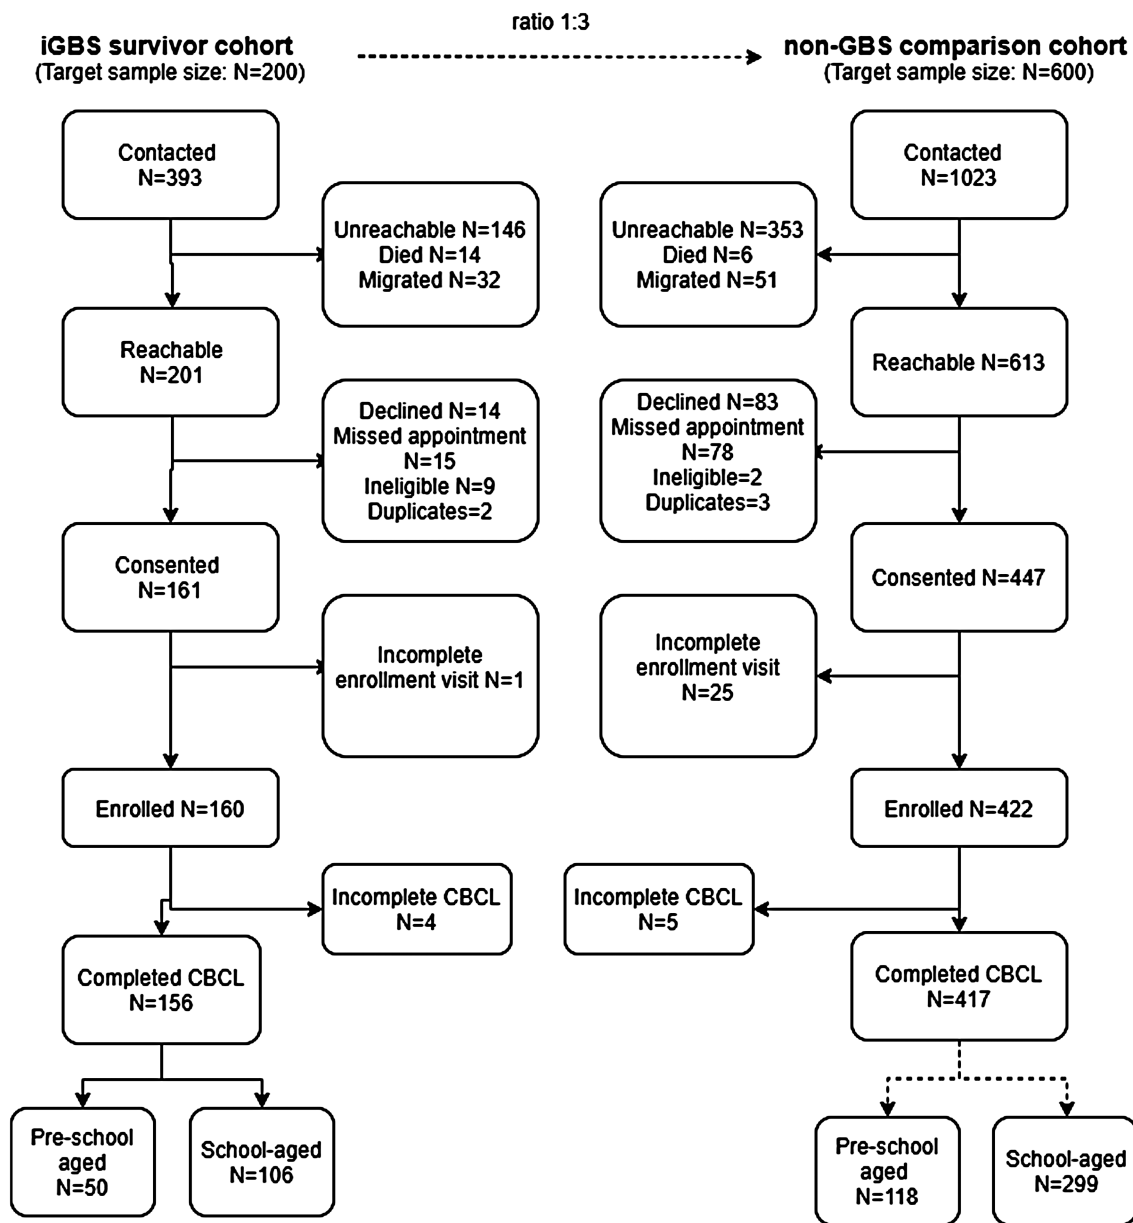 ratio 1:3
iGBS survivor cohort
(Target sample size: N=200)
non-GBS comparison cohort
(Target sample size: N=600)
Contacted
N=393
Unreachable N=146
Died N=14
Migrated N=32
Reachable
N=201
Declined N=14
Missed appointment
N=15
Ineligible N=9
Duplicates=2
Consented
N=161
Incomplete
enrollment visit N=1
Enrolled N=160
Incomplete CBCL
N=4
Completed CBCL
N=156
Pre-school
aged
N=50
School-aged
N=106
Contacted
N=1023
Unreachable N=353
Died N=6
Migrated N=51
Reachable N=613
Declined N=83
Missed appointment
N=78
Ineligible=2
Duplicates=3
Consented N=447
Incomplete
enrollment visit
N=25
Enrolled N=422
Incomplete CBCL
N=5
Completed CBCL
N=417
Pre-school
aged
N=118
School-aged
N=299